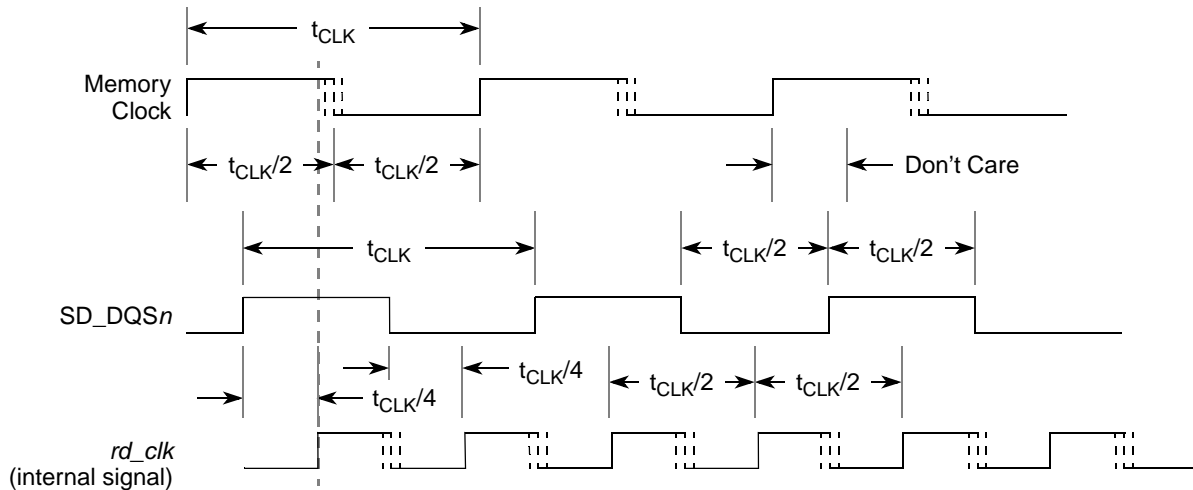 tCLK
Memory
Clock
tCLK/2
tCLK/2
Don't Care
tCLK
tCLK/2
tCLK/2
SD_DQSn
tCLK/4
tCLK/4
tCLK/2
tCLK/2
rd_clk
(internal signal)